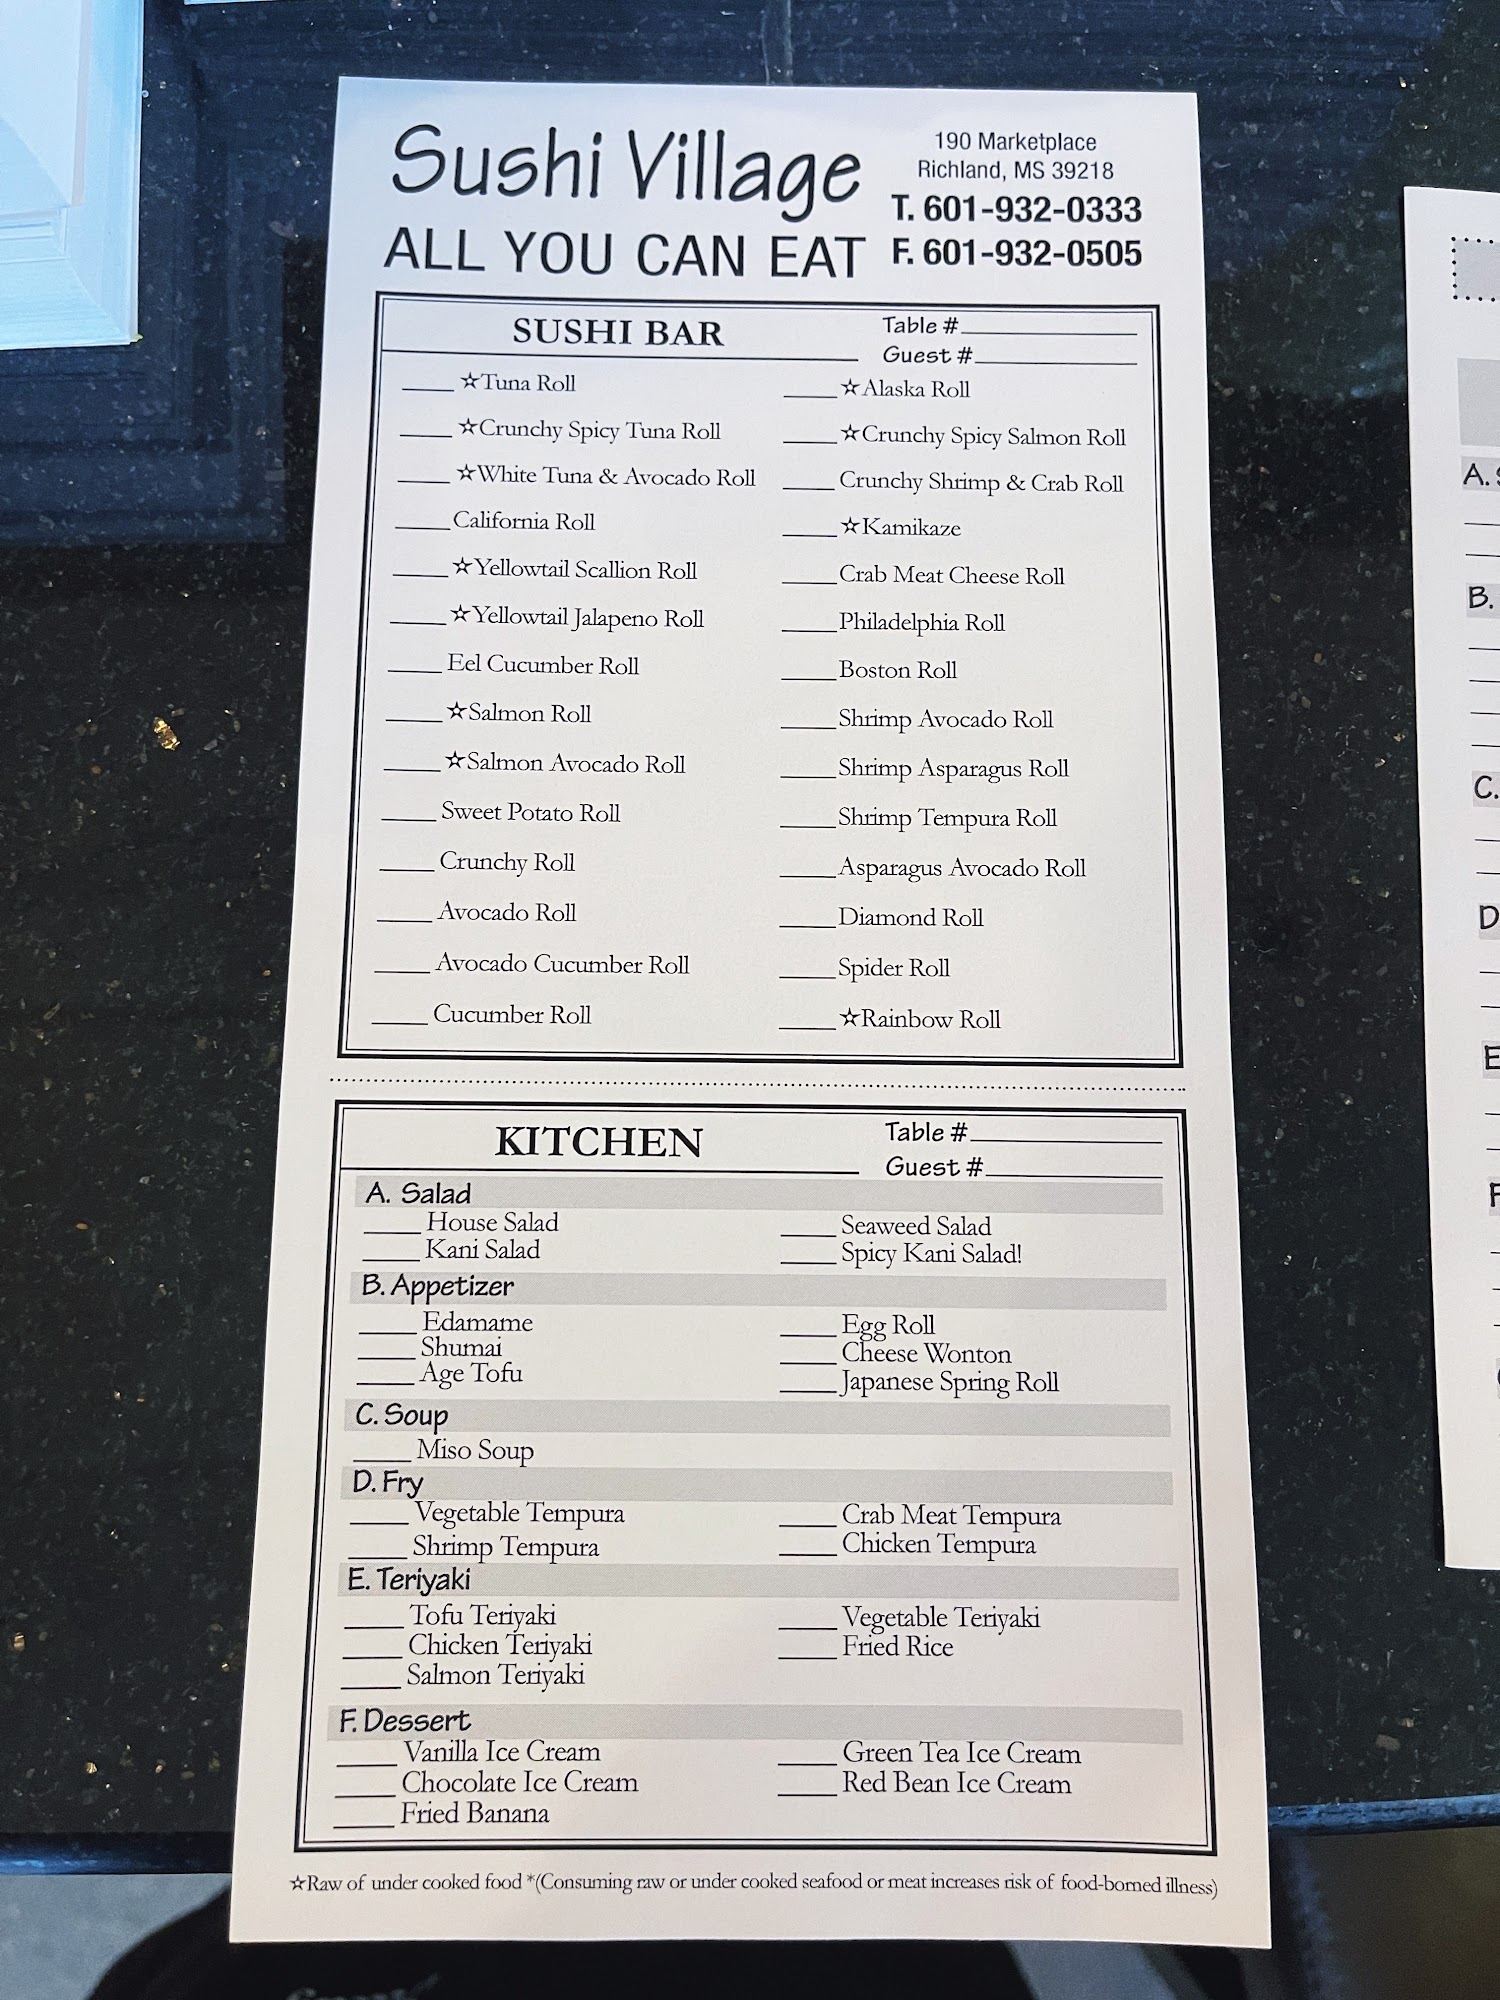 Sushi Village
ALL YOU CAN EAT
190 Marketplace
Richland, MS 39218
T. 601-932-0333
F. 601-932-0505
SUSHI BAR
Table #
Guest #
☆Tuna Roll
☆Crunchy Spicy Tuna Roll
☆White Tuna & Avocado Roll
California Roll
☆Yellowtail Scallion Roll
☆Yellowtail Jalapeno Roll
Eel Cucumber Roll
☆Salmon Roll
☆Salmon Avocado Roll
Sweet Potato Roll
Crunchy Roll
Avocado Roll
Avocado Cucumber Roll
Cucumber Roll
☆Alaska Roll
☆Crunchy Spicy Salmon Roll
Crunchy Shrimp & Crab Roll
☆Kamikaze
Crab Meat Cheese Roll
Philadelphia Roll
Boston Roll
Shrimp Avocado Roll
Shrimp Asparagus Roll
Shrimp Tempura Roll
Asparagus Avocado Roll
Diamond Roll
Spider Roll
☆Rainbow Roll
KITCHEN
Table #
Guest #
A. Salad
House Salad
Kani Salad
Seaweed Salad
Spicy Kani Salad!
B. Appetizer
Edamame
Shumai
Age Tofu
Egg Roll
Cheese Wonton
Japanese Spring Roll
C. Soup
Miso Soup
D. Fry
Vegetable Tempura
Shrimp Tempura
Crab Meat Tempura
Chicken Tempura
E. Teriyaki
Tofu Teriyaki
Chicken Teriyaki
Salmon Teriyaki
Vegetable Teriyaki
Fried Rice
F. Dessert
Vanilla Ice Cream
Chocolate Ice Cream
Fried Banana
Green Tea Ice Cream
Red Bean Ice Cream
☆Raw of under cooked food *(Consuming raw or under cooked seafood or meat increases risk of food-borned illness)
A.
B.
C.
D
E
F